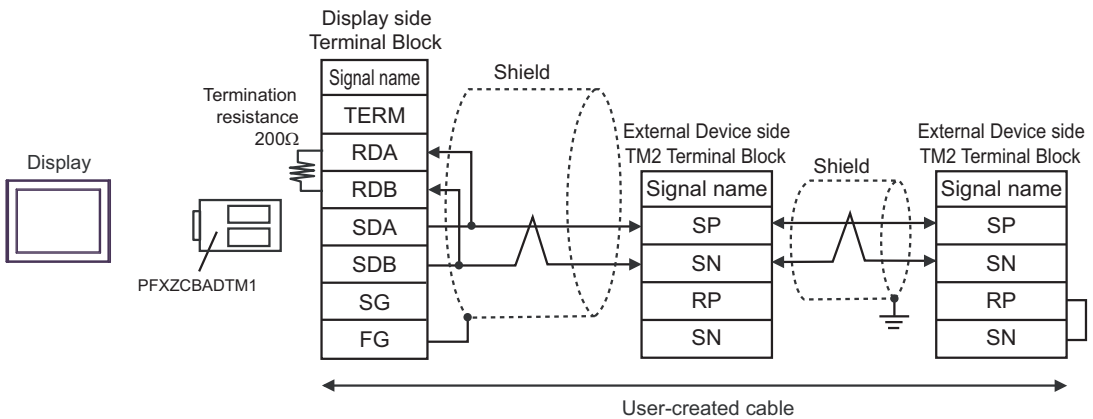 Display side
Terminal Block
Signal name
TERM
RDA
RDB
SDA
SDB
SG
FG
Termination
resistance
200Ω
Display
PFXZCBADTM1
Shield
External Device side
TM2 Terminal Block
Signal name
SP
SN
RP
SN
Shield
External Device side
TM2 Terminal Block
Signal name
SP
SN
RP
SN
User-created cable